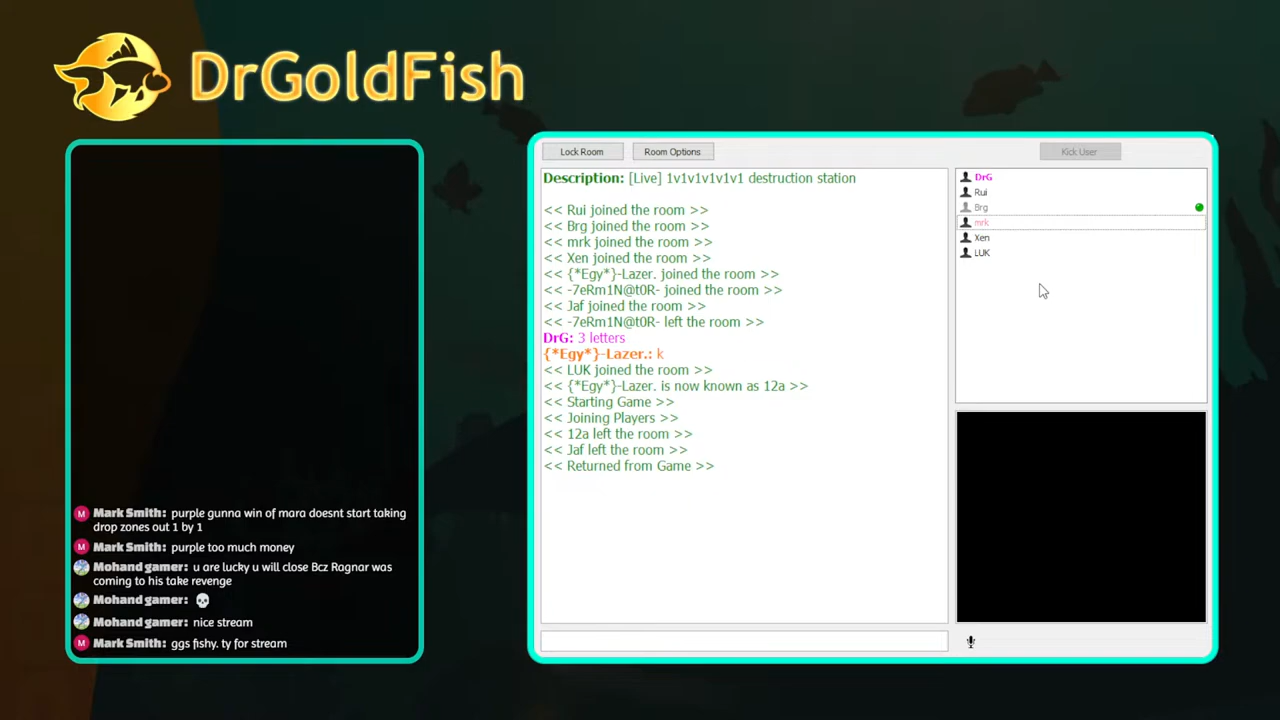 DrGoldFish
Mark Smith: purple gunna win of mara doesnt start taking
drop zones out 1 by 1
Mark Smith: purple too much money
Mohand gamer: u are lucky u will close Bcz Ragnar was
coming to his take revenge
Mohand gamer: 💀
Mohand gamer: nice stream
Mark Smith: ggs fishy. ty for stream
Lock Room
Room Options
Kick User
Description: [Live] 1v1v1v1v1v1 destruction station
<< Rui joined the room >>
<< Brg joined the room >>
<< mrk joined the room >>
<< Xen joined the room >>
<< {*Egy*}-Lazer. joined the room >>
<< -7eRm1N@t0R- joined the room >>
<< Jaf joined the room >>
<< -7eRm1N@t0R- left the room >>
DrG: 3 letters
{*Egy*}-Lazer.: k
<< LUK joined the room >>
<< {*Egy*}-Lazer. is now known as 12a >>
<< Starting Game >>
<< Joining Players >>
<< 12a left the room >>
<< Jaf left the room >>
<< Returned from Game >>
DrG
Rui
Brg
mrk
Xen
LUK